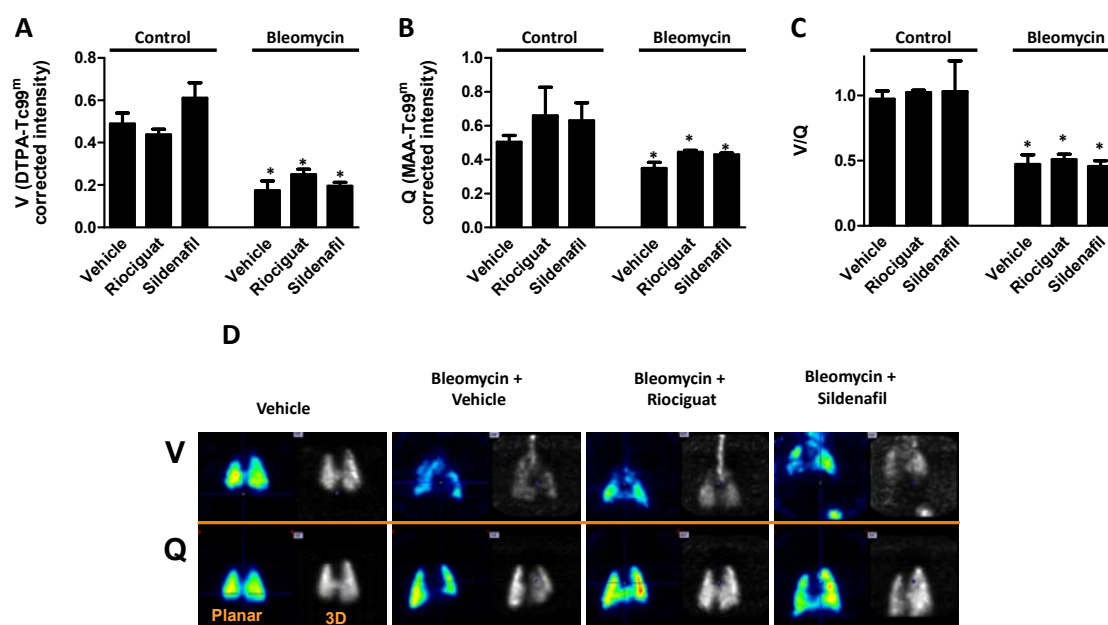 A
Control
Bleomycin
V (DTPA-Tc99m
corrected intensity)
0.8
0.6
0.4
0.2
0.0
*
*
*
Vehicle
Riociguat
Sildenafil
Vehicle
Riociguat
Sildenafil
B
Control
Bleomycin
Q (MAA-Tc99m
corrected intensity)
1.0
0.8
0.6
0.4
0.2
0.0
*
*
*
Vehicle
Riociguat
Sildenafil
Vehicle
Riociguat
Sildenafil
C
Control
Bleomycin
V/Q
1.0
0.5
0.0
*
*
*
Vehicle
Riociguat
Sildenafil
Vehicle
Riociguat
Sildenafil
D
Vehicle
Bleomycin +
Vehicle
Bleomycin +
Riociguat
Bleomycin +
Sildenafil
V
Q
Planar
3D